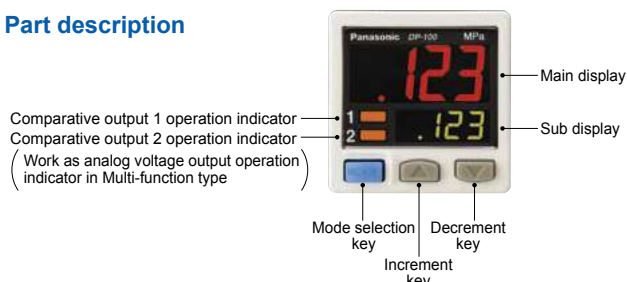 Part description
Panasonic DP-100 MPa
.123
Main display
Comparative output 1 operation indicator
1
Comparative output 2 operation indicator
2
.123
Sub display
( Work as analog voltage output operation
indicator in Multi-function type )
Mode selection
key
Decrement
key
Increment
key